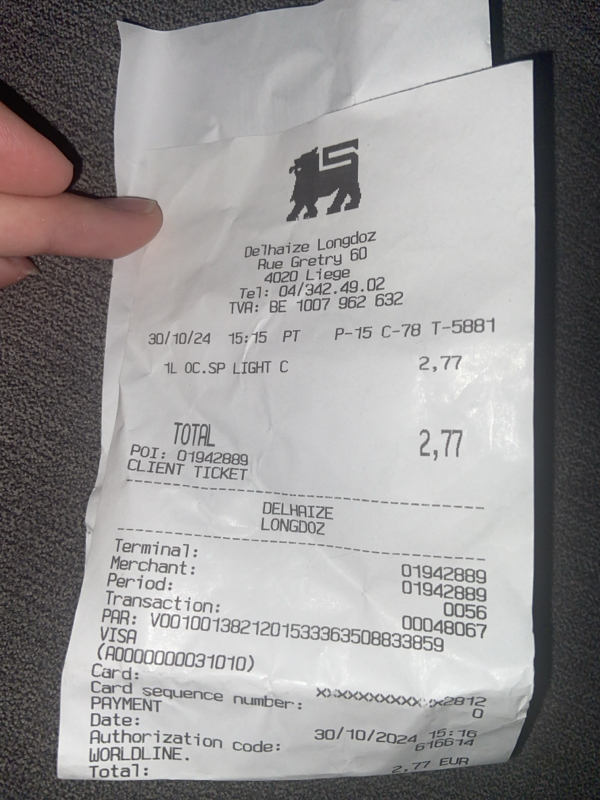 Delhaize Longdoz
Rue Gretry 60
4020 Liege
Tel: 04/342.49.02
TVA: BE 1007 962 632
30/10/24 15:15 PT P-15 C-78 T-5881
1L OC.SP LIGHT C 2,77
TOTAL 2,77
POI: 01942889
CLIENT TICKET
DELHAIZE
LONGDOZ
Terminal: 01942889
Merchant: 01942889
Period: 0056
Transaction: 00048067
PAR: V0010013821201533363508833859
VISA
(A0000000031010)
Card: XXXXXXXXXXXX2812
Card sequence number: 0
PAYMENT
Date: 30/10/2024 15:16
Authorization code: 616614
WORLDLINE.
Total: 2,77 EUR